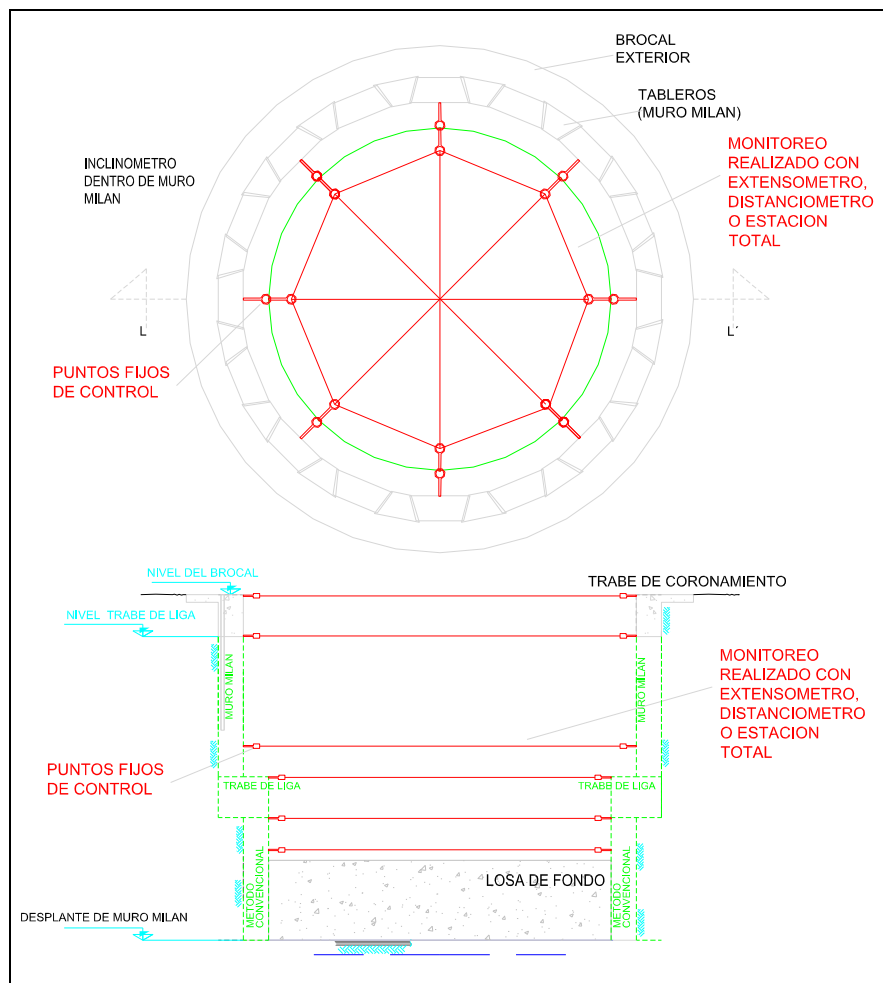 BROCAL
EXTERIOR
TABLEROS
(MURO MILAN)
MONITOREO
REALIZADO CON
EXTENSOMETRO,
DISTANCIOMETRO
O ESTACION
TOTAL
INCLINOMETRO
DENTRO DE MURO
MILAN
L
L´
PUNTOS FIJOS
DE CONTROL
NIVEL DEL BROCAL
TRABE DE CORONAMIENTO
NIVEL TRABE DE LIGA
MURO MILAN
MURO MILAN
MONITOREO
REALIZADO CON
EXTENSOMETRO,
DISTANCIOMETRO
O ESTACION
TOTAL
PUNTOS FIJOS
DE CONTROL
TRABE DE LIGA
TRABE DE LIGA
METODO
CONVENCIONAL
LOSA DE FONDO
METODO
CONVENCIONAL
DESPLANTE DE MURO MILAN